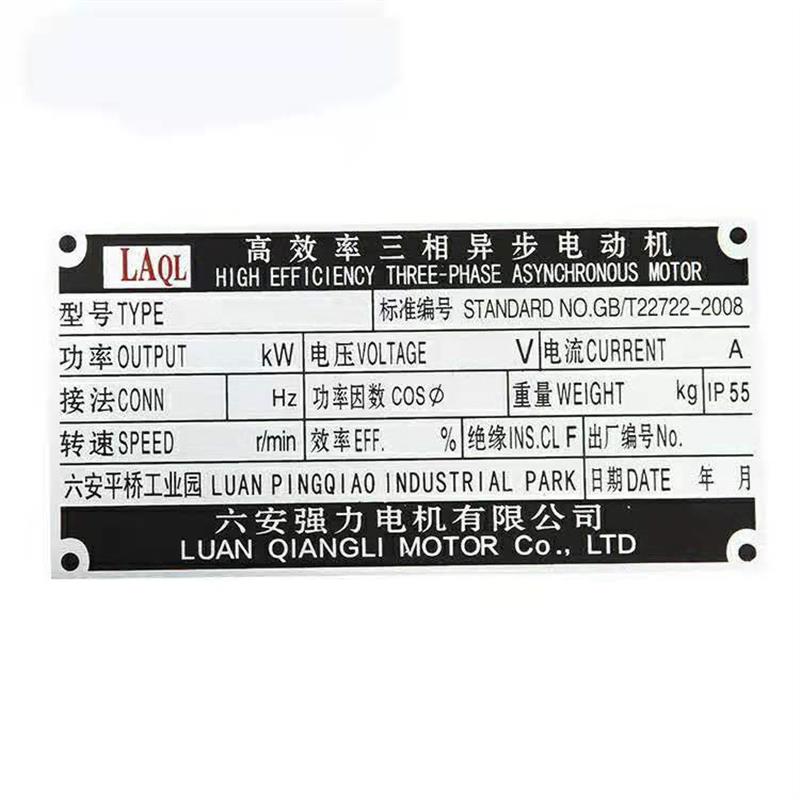 LAQL 高效率三相异步电动机
HIGH EFFICIENCY THREE-PHASE ASYNCHRONOUS MOTOR
型号TYPE 标准编号 STANDARD NO.GB/T22722-2008
功率OUTPUT kW 电压VOLTAGE V 电流CURRENT A
接法CONN Hz 功率因数COSØ 重量WEIGHT kg IP 55
转速SPEED r/min 效率EFF. % 绝缘INS.CL F 出厂编号No.
六安平桥工业园 LUAN PINGQIAO INDUSTRIAL PARK 日期DATE 年 月
六安强力电机有限公司
LUAN QIANGLI MOTOR Co., LTD